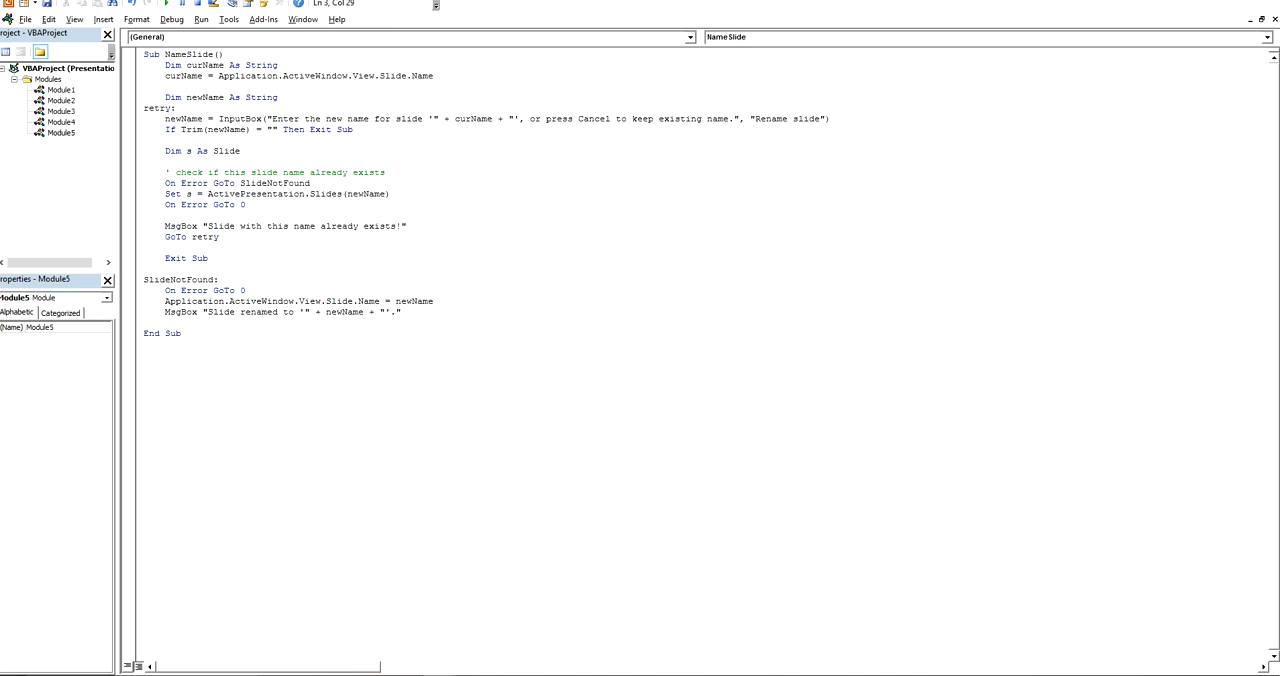 Ln 3, Col 29
File Edit View Insert Format Debug Run Tools Add-Ins Window Help
roject - VBAProject
(General)
NameSlide
VBAProject (Presentatio
Modules
Module1
Module2
Module3
Module4
Module5
roperties - Module5
Module5 Module
Alphabetic Categorized
(Name) Module5
Sub NameSlide()
Dim curName As String
curName = Application.ActiveWindow.View.Slide.Name
Dim newName As String
retry:
newName = InputBox("Enter the new name for slide '" + curName + "', or press Cancel to keep existing name.", "Rename slide")
If Trim(newName) = "" Then Exit Sub
Dim s As Slide
' check if this slide name already exists
On Error GoTo SlideNotFound
Set s = ActivePresentation.Slides(newName)
On Error GoTo 0
MsgBox "Slide with this name already exists!"
GoTo retry
Exit Sub
SlideNotFound:
On Error GoTo 0
Application.ActiveWindow.View.Slide.Name = newName
MsgBox "Slide renamed to '" + newName + "'."
End Sub